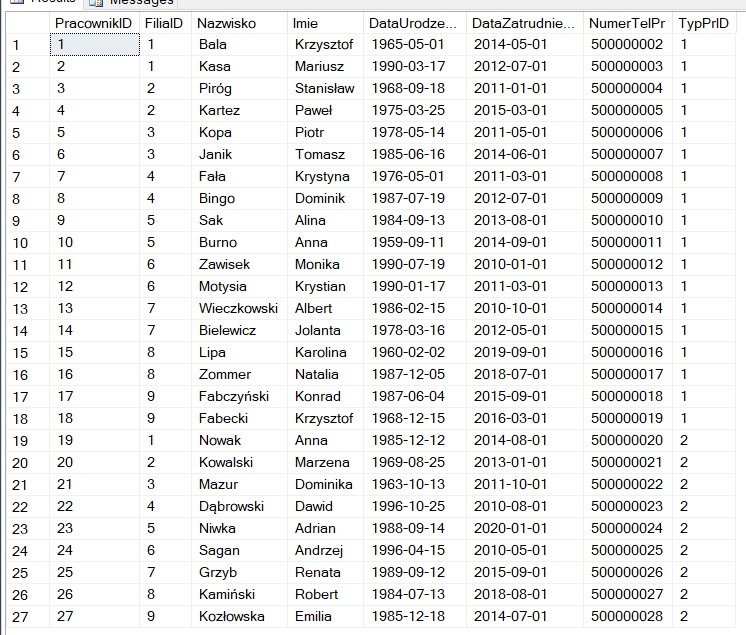 Results Messages
PracownikID FilialD Nazwisko Imie DataUrodze... DataZatrudnie... NumerTelPr TypPrID
1 1 1 Bala Krzysztof 1965-05-01 2014-05-01 500000002 1
2 2 1 Kasa Mariusz 1990-03-17 2012-07-01 500000003 1
3 3 2 Piróg Stanisław 1968-09-18 2011-01-01 500000004 1
4 4 2 Kartez Paweł 1975-03-25 2015-03-01 500000005 1
5 5 3 Kopa Piotr 1978-05-14 2011-05-01 500000006 1
6 6 3 Janik Tomasz 1985-06-16 2014-06-01 500000007 1
7 7 4 Fała Krystyna 1976-05-01 2011-03-01 500000008 1
8 8 4 Bingo Dominik 1987-07-19 2012-07-01 500000009 1
9 9 5 Sak Alina 1984-09-13 2013-08-01 500000010 1
10 10 5 Burno Anna 1959-09-11 2014-09-01 500000011 1
11 11 6 Zawisek Monika 1990-07-19 2010-01-01 500000012 1
12 12 6 Motysia Krystian 1990-01-17 2011-03-01 500000013 1
13 13 7 Wieczkowski Albert 1986-02-15 2010-10-01 500000014 1
14 14 7 Bielewicz Jolanta 1978-03-16 2012-05-01 500000015 1
15 15 8 Lipa Karolina 1960-02-02 2019-09-01 500000016 1
16 16 8 Zommer Natalia 1987-12-05 2018-07-01 500000017 1
17 17 9 Fabczyński Konrad 1987-06-04 2015-09-01 500000018 1
18 18 9 Fabecki Krzysztof 1968-12-15 2016-03-01 500000019 1
19 19 1 Nowak Anna 1985-12-12 2014-08-01 500000020 2
20 20 2 Kowalski Marzena 1969-08-25 2013-01-01 500000021 2
21 21 3 Mazur Dominika 1963-10-13 2011-10-01 500000022 2
22 22 4 Dąbrowski Dawid 1996-10-25 2010-08-01 500000023 2
23 23 5 Niwka Adrian 1988-09-14 2020-01-01 500000024 2
24 24 6 Sagan Andrzej 1996-04-15 2010-05-01 500000025 2
25 25 7 Grzyb Renata 1989-09-12 2015-09-01 500000026 2
26 26 8 Kamiński Robert 1984-07-13 2018-08-01 500000027 2
27 27 9 Kozłowska Emilia 1985-12-18 2014-07-01 500000028 2